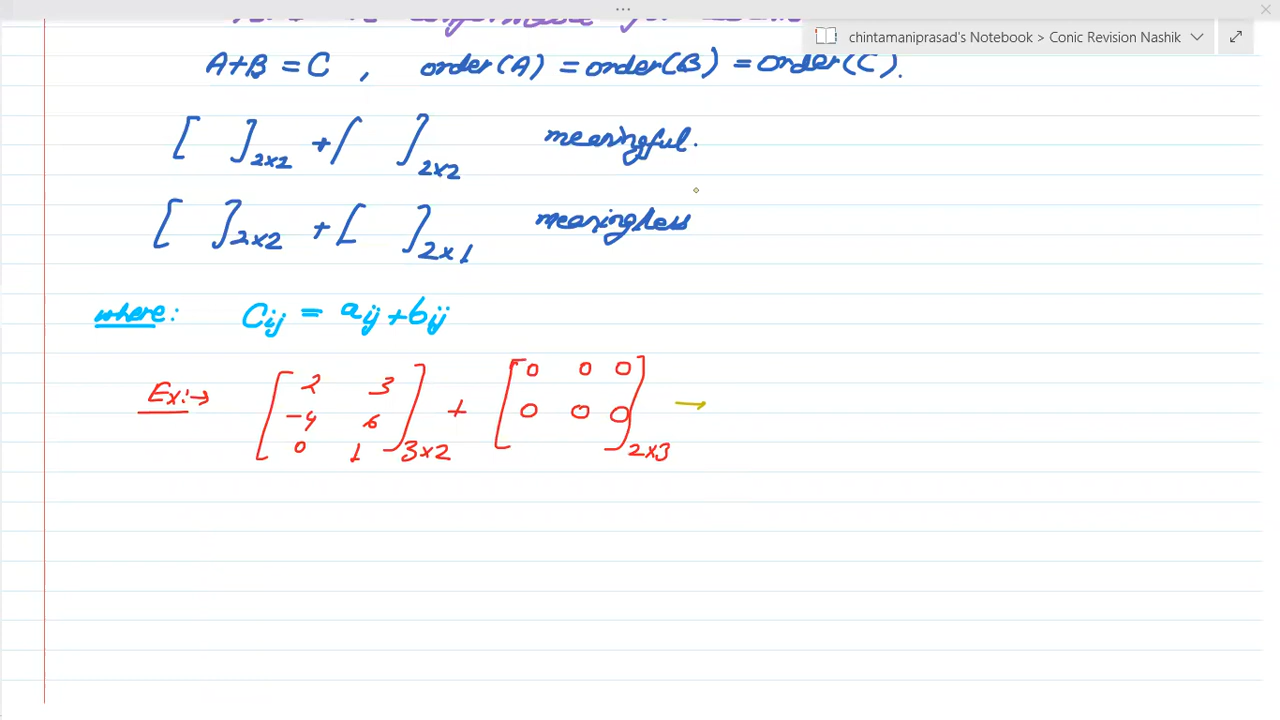 chintamaniprasad's Notebook > Conic Revision Nashik
A+B = C , order(A) = order(B) = order(C).
[ ]2x2 + [ ]2x2 meaningful.
[ ]2x2 + [ ]2x1 meaningless
where: Cij = aij + bij
Ex:→
2 3
-4 6
0 1
3x2
+
0 0 0
0 0 0
2x3
→